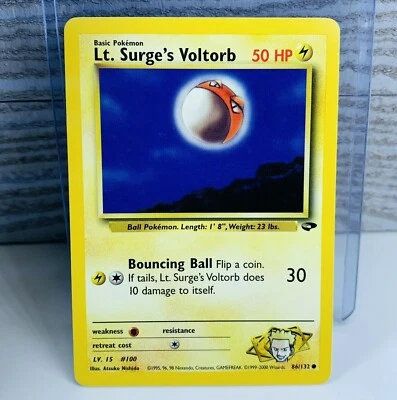 Basic Pokémon
Lt. Surge's Voltorb 50 HP
Ball Pokémon. Length: 1' 8", Weight: 23 lbs.
Bouncing Ball Flip a coin.
If tails, Lt. Surge's Voltorb does
10 damage to itself.
30
weakness resistance
retreat cost
LV. 15 #100
Illus. Atsuko Nishida ©1995, 96, 98 Nintendo, Creatures, GAMEFREAK. ©1999-2000 Wizards. 86/132